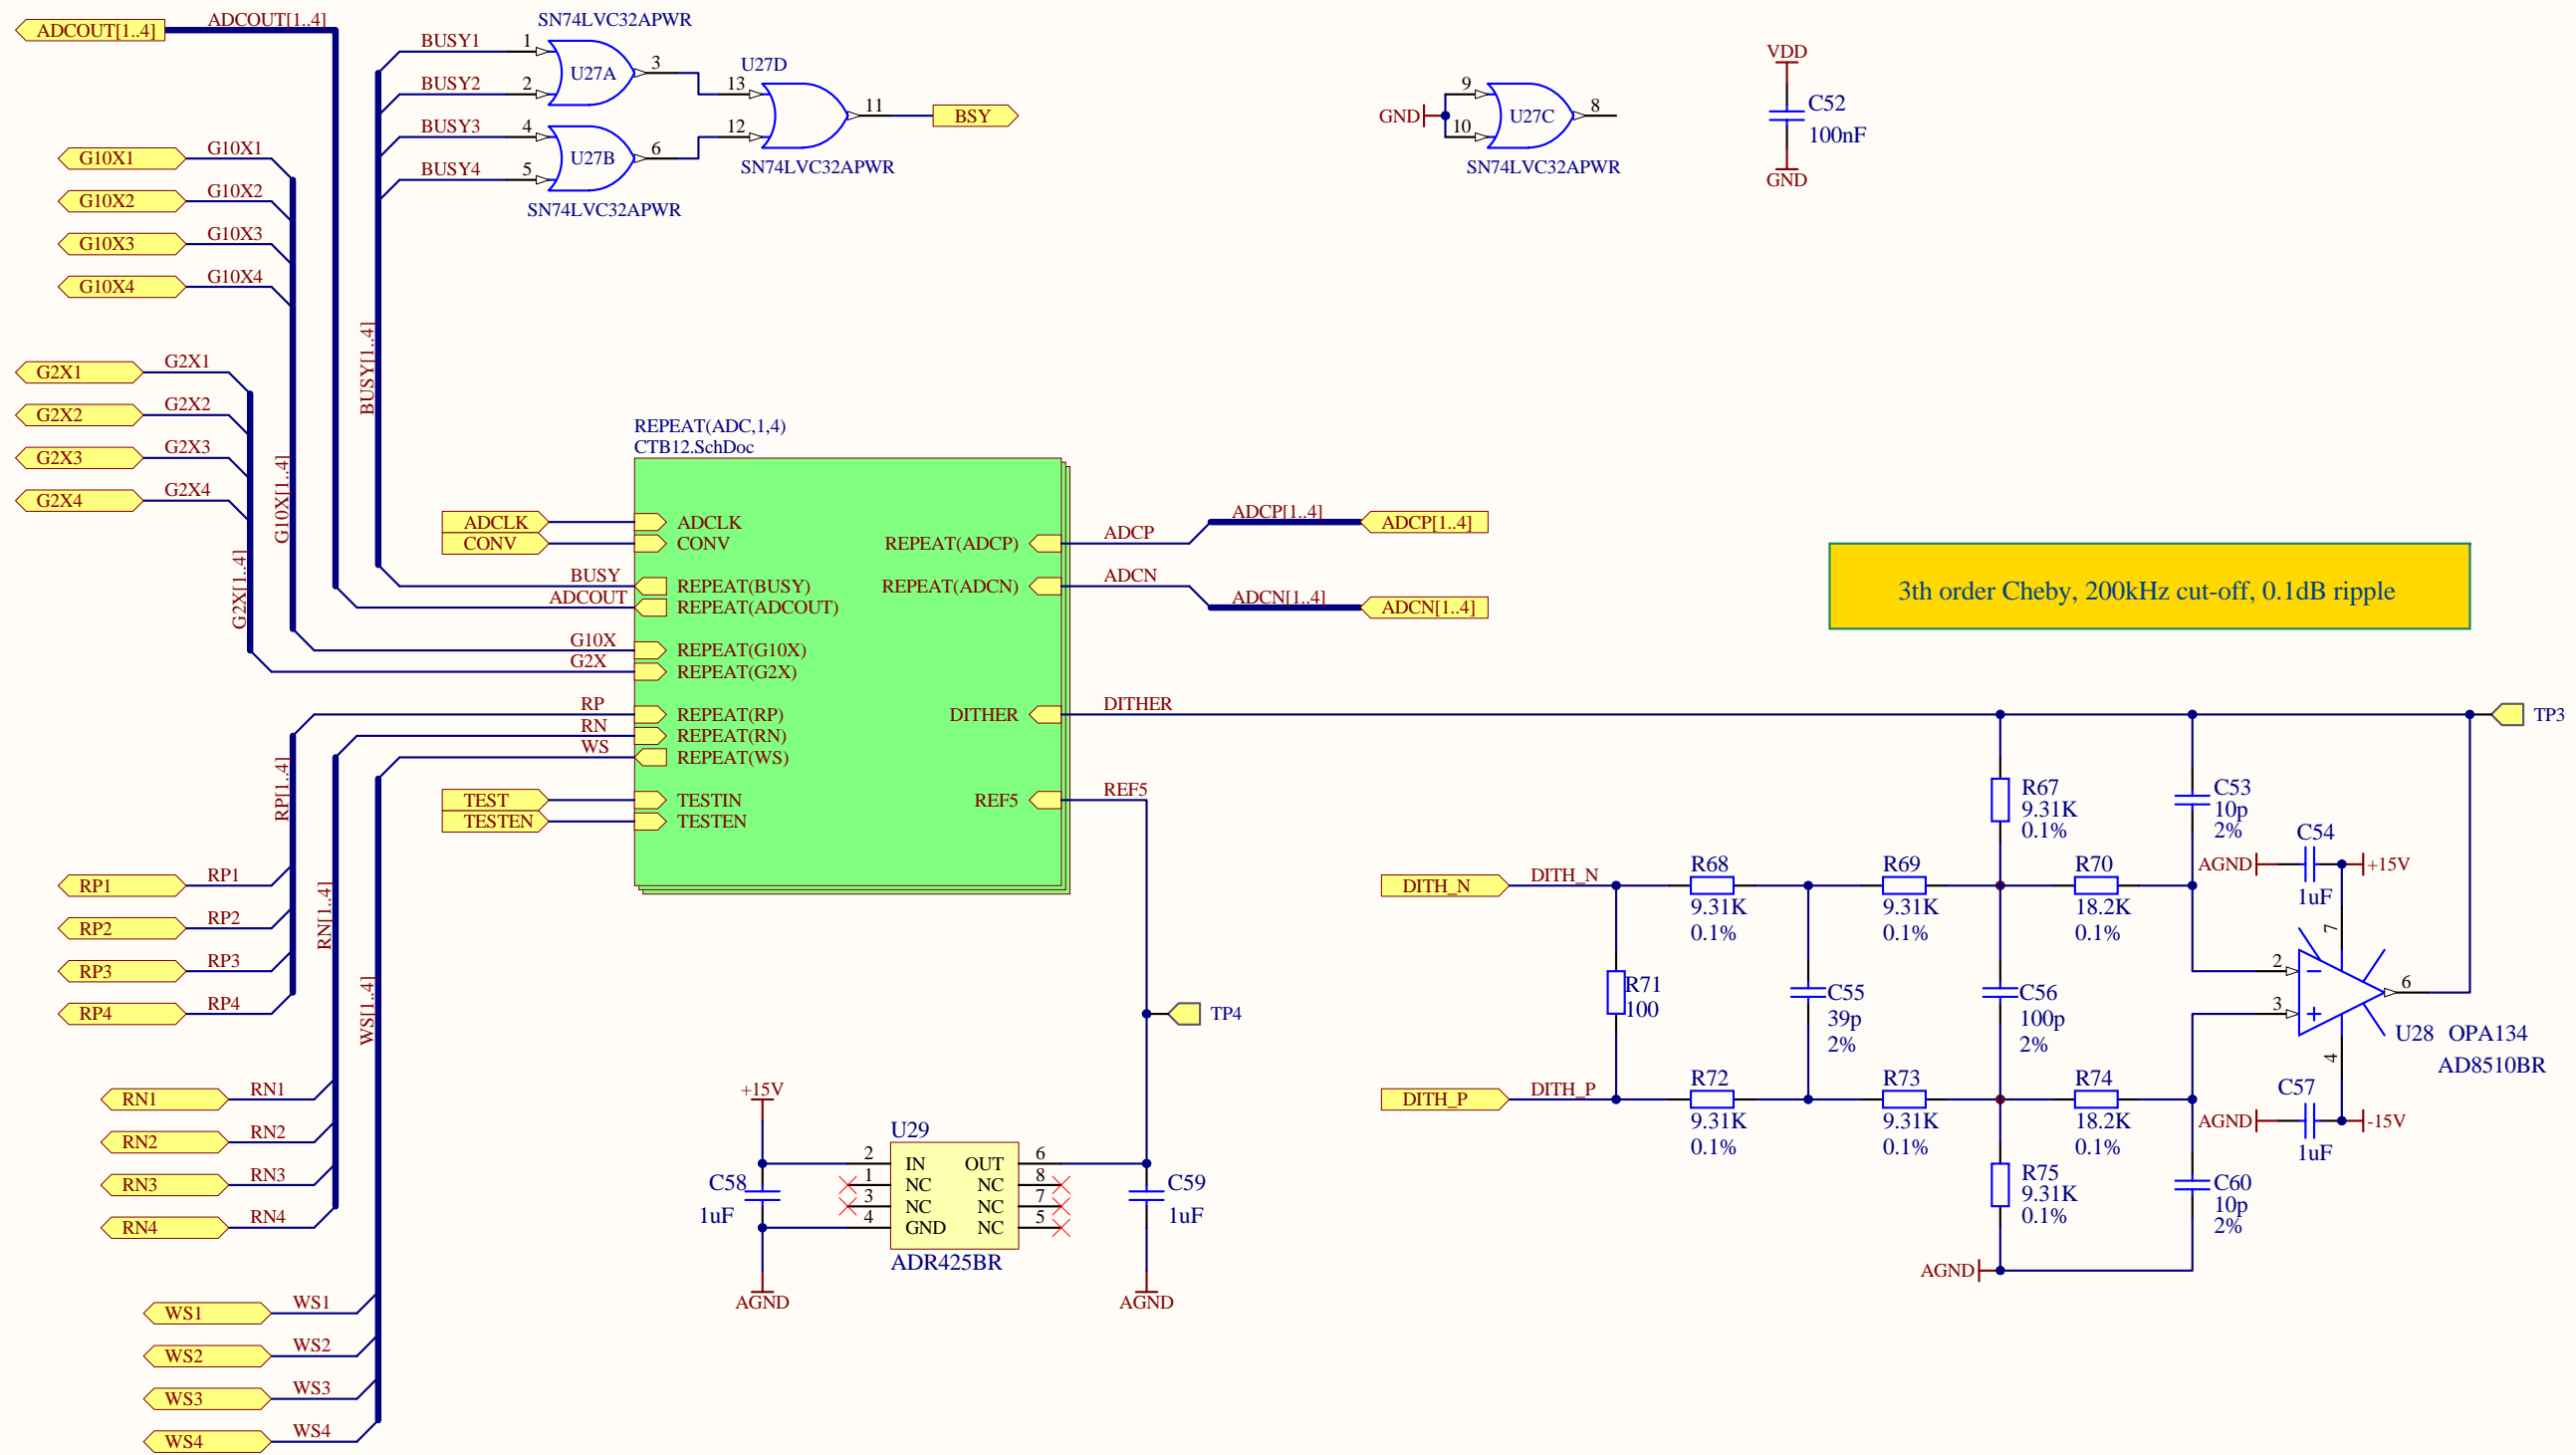 ADCOUT[1..4]
ADCOUT[1..4]
SN74LVC32APWR
BUSY1
1
U27A
3
BUSY2
2
U27D
13
11
BSY
12
SN74LVC32APWR
BUSY3
4
U27B
6
BUSY4
5
SN74LVC32APWR
9
GND
U27C
8
10
SN74LVC32APWR
VDD
C52
100nF
GND
G10X1
G10X1
G10X2
G10X2
G10X3
G10X3
G10X4
G10X4
G2X1
G2X1
G2X2
G2X2
G2X3
G2X3
G2X4
G2X4
BUSY[1..4]
G10X[1..4]
G2X[1..4]
REPEAT(ADC,1,4)
CTB12.SchDoc
ADCLK
ADCLK
CONV
CONV
BUSY
REPEAT(BUSY)
ADCOUT
REPEAT(ADCOUT)
G10X
REPEAT(G10X)
G2X
REPEAT(G2X)
RP
REPEAT(RP)
RN
REPEAT(RN)
WS
REPEAT(WS)
TEST
TESTIN
TESTEN
TESTEN
REPEAT(ADCP)
ADCP
ADCP[1..4]
ADCP[1..4]
REPEAT(ADCN)
ADCN
ADCN[1..4]
ADCN[1..4]
DITHER
DITHER
REF5
REF5
3th order Cheby, 200kHz cut-off, 0.1dB ripple
TP3
R67
9.31K
0.1%
C53
10p
2%
C54
AGND
+15V
1uF
DITH_N
DITH_N
R68
9.31K
0.1%
R69
9.31K
0.1%
R70
18.2K
0.1%
R71
100
C55
39p
2%
C56
100p
2%
7
2
6
3
4
U28 OPA134
AD8510BR
C57
AGND
-15V
1uF
DITH_P
DITH_P
R72
9.31K
0.1%
R73
9.31K
0.1%
R74
18.2K
0.1%
R75
9.31K
0.1%
C60
10p
2%
AGND
TP4
+15V
U29
2
IN
OUT
6
1
NC
NC
8
3
NC
NC
7
4
GND
NC
5
ADR425BR
C58
1uF
AGND
C59
1uF
AGND
RP[1..4]
RN[1..4]
WS[1..4]
RP1
RP1
RP2
RP2
RP3
RP3
RP4
RP4
RN1
RN1
RN2
RN2
RN3
RN3
RN4
RN4
WS1
WS1
WS2
WS2
WS3
WS3
WS4
WS4